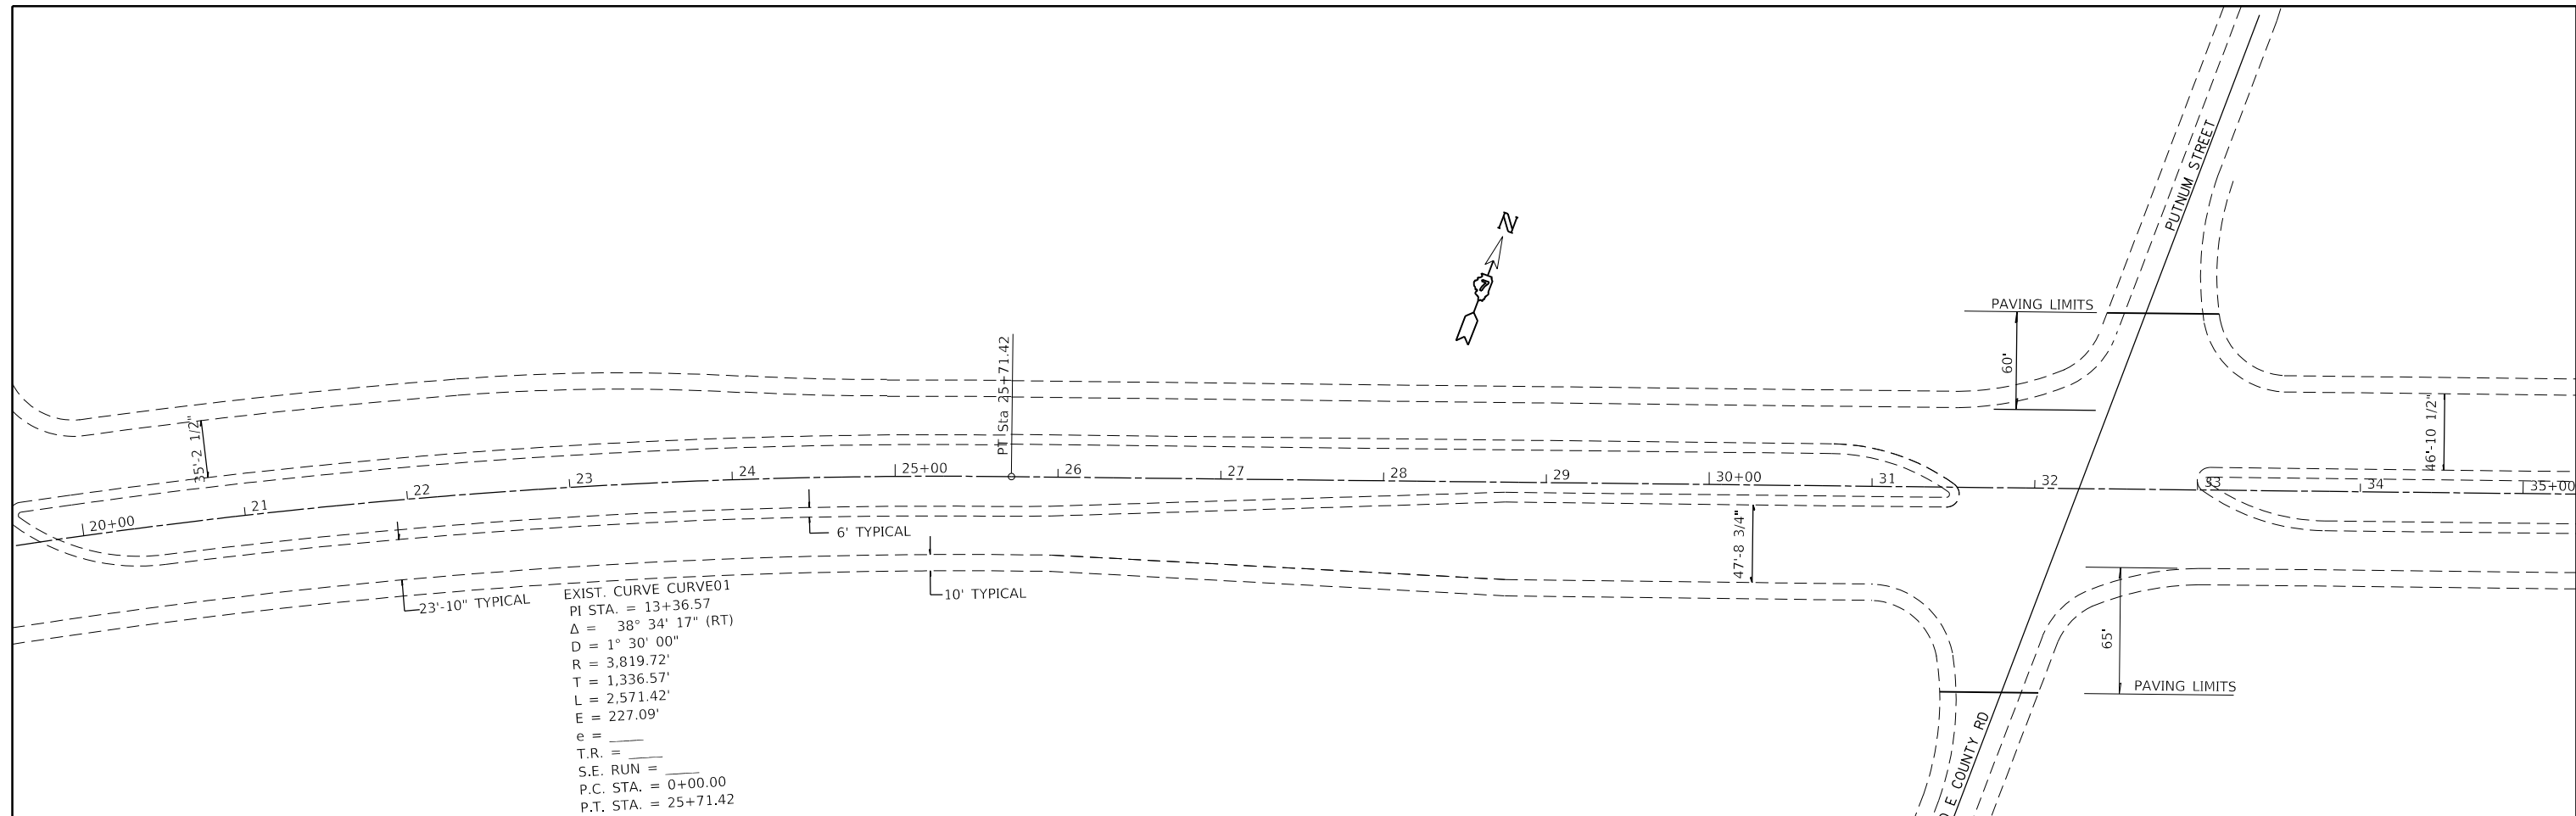 PUTNUM STREET
N
PAVING LIMITS
60'
PT Sta 25+71.42
35'-2 1/2"
46'-10 1/2"
20+00
21
22
23
24
25+00
26
27
28
29
30+00
31
32
33
34
35+00
6' TYPICAL
47'-8 3/4"
10' TYPICAL
23'-10" TYPICAL
65'
PAVING LIMITS
EXIST. CURVE CURVE01
PI STA. = 13+36.57
Δ = 38° 34' 17" (RT)
D = 1° 30' 00"
R = 3,819.72'
T = 1,336.57'
L = 2,571.42'
E = 227.09'
e = ____
T.R. = ____
S.E. RUN = ____
P.C. STA. = 0+00.00
P.T. STA. = 25+71.42
E COUNTY RD